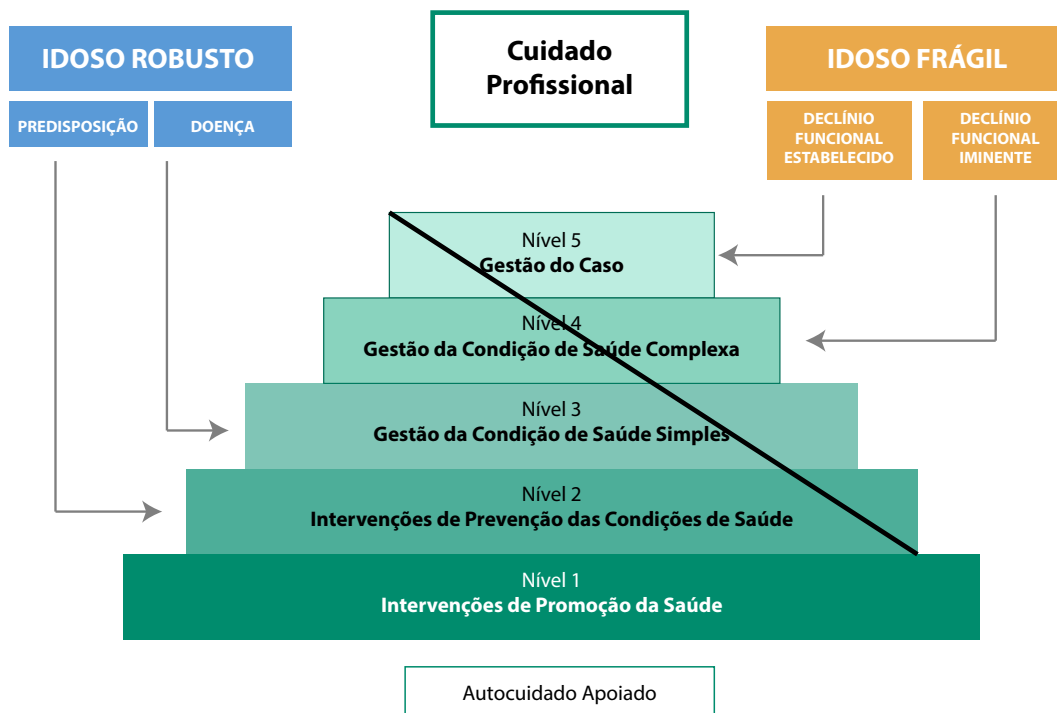 IDOSO ROBUSTO
PREDISPOSIÇÃO
DOENÇA
Cuidado
Profissional
IDOSO FRÁGIL
DECLÍNIO
FUNCIONAL
ESTABELECIDO
DECLÍNIO
FUNCIONAL
IMINENTE
Nível 5
Gestão do Caso
Nível 4
Gestão da Condição de Saúde Complexa
Nível 3
Gestão da Condição de Saúde Simples
Nível 2
Intervenções de Prevenção das Condições de Saúde
Nível 1
Intervenções de Promoção da Saúde
Autocuidado Apoiado